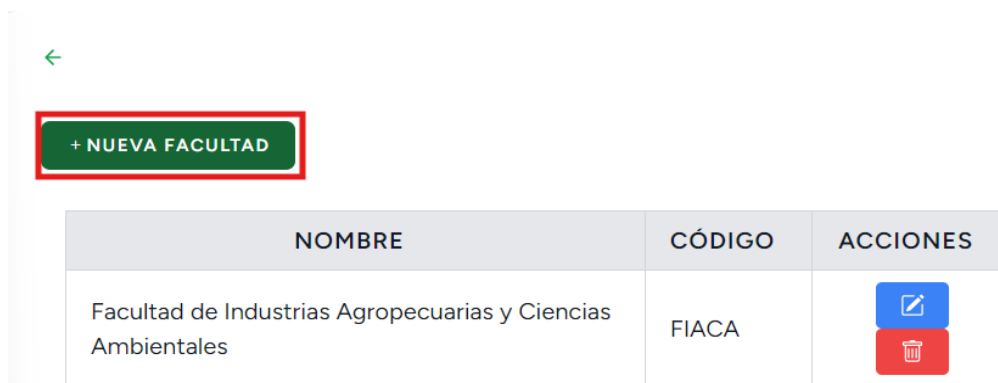 + NUEVA FACULTAD
NOMBRE CÓDIGO ACCIONES
Facultad de Industrias Agropecuarias y Ciencias
Ambientales
FIACA